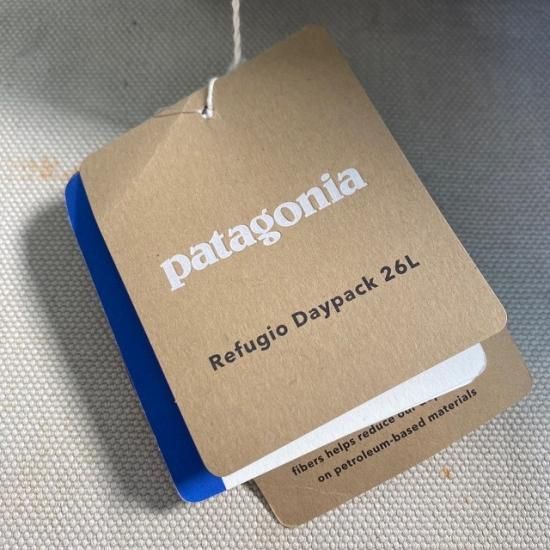 patagonia
Refugio Daypack 26L
fibers helps reduce our
on petroleum-based materials